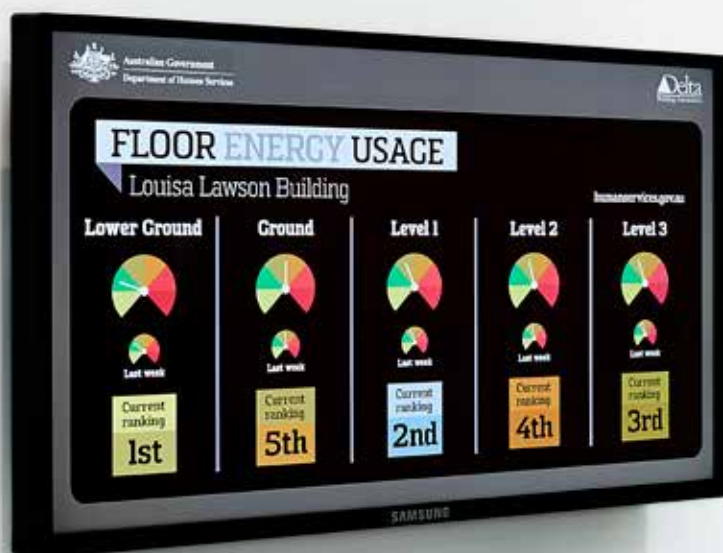 Australian Government
Department of Human Services
Delta
FLOOR ENERGY USAGE
Louisa Lawson Building
humanservices.gov.au
Lower Ground
Ground
Level 1
Level 2
Level 3
Last week
Last week
Last week
Last week
Last week
Current
ranking
1st
Current
ranking
5th
Current
ranking
2nd
Current
ranking
4th
Current
ranking
3rd
SAMSUNG